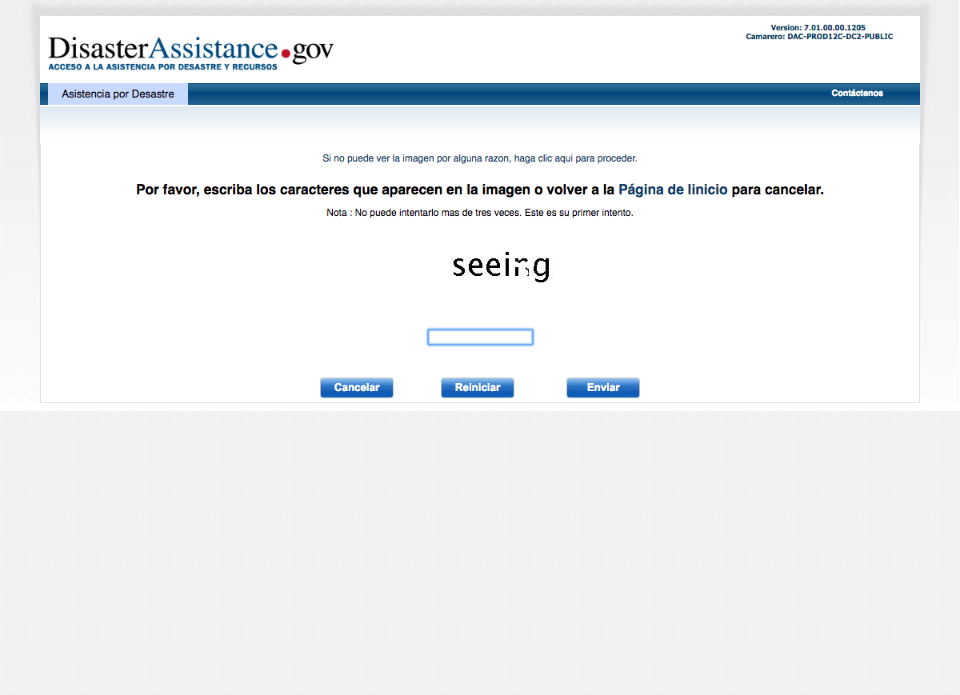 Version: 7.01.00.00.1205
Camarero: DAC-PROD12C-DC2-PUBLIC
DisasterAssistance.gov
ACCESO A LA ASISTENCIA POR DESASTRE Y RECURSOS
Asistencia por Desastre
Contáctenos
Si no puede ver la imagen por alguna razon, haga clic aqui para proceder.
Por favor, escriba los caracteres que aparecen en la imagen o volver a la Página de Iinicio para cancelar.
Nota : No puede intentarlo mas de tres veces. Este es su primer intento.
seeing
Cancelar
Reiniciar
Enviar